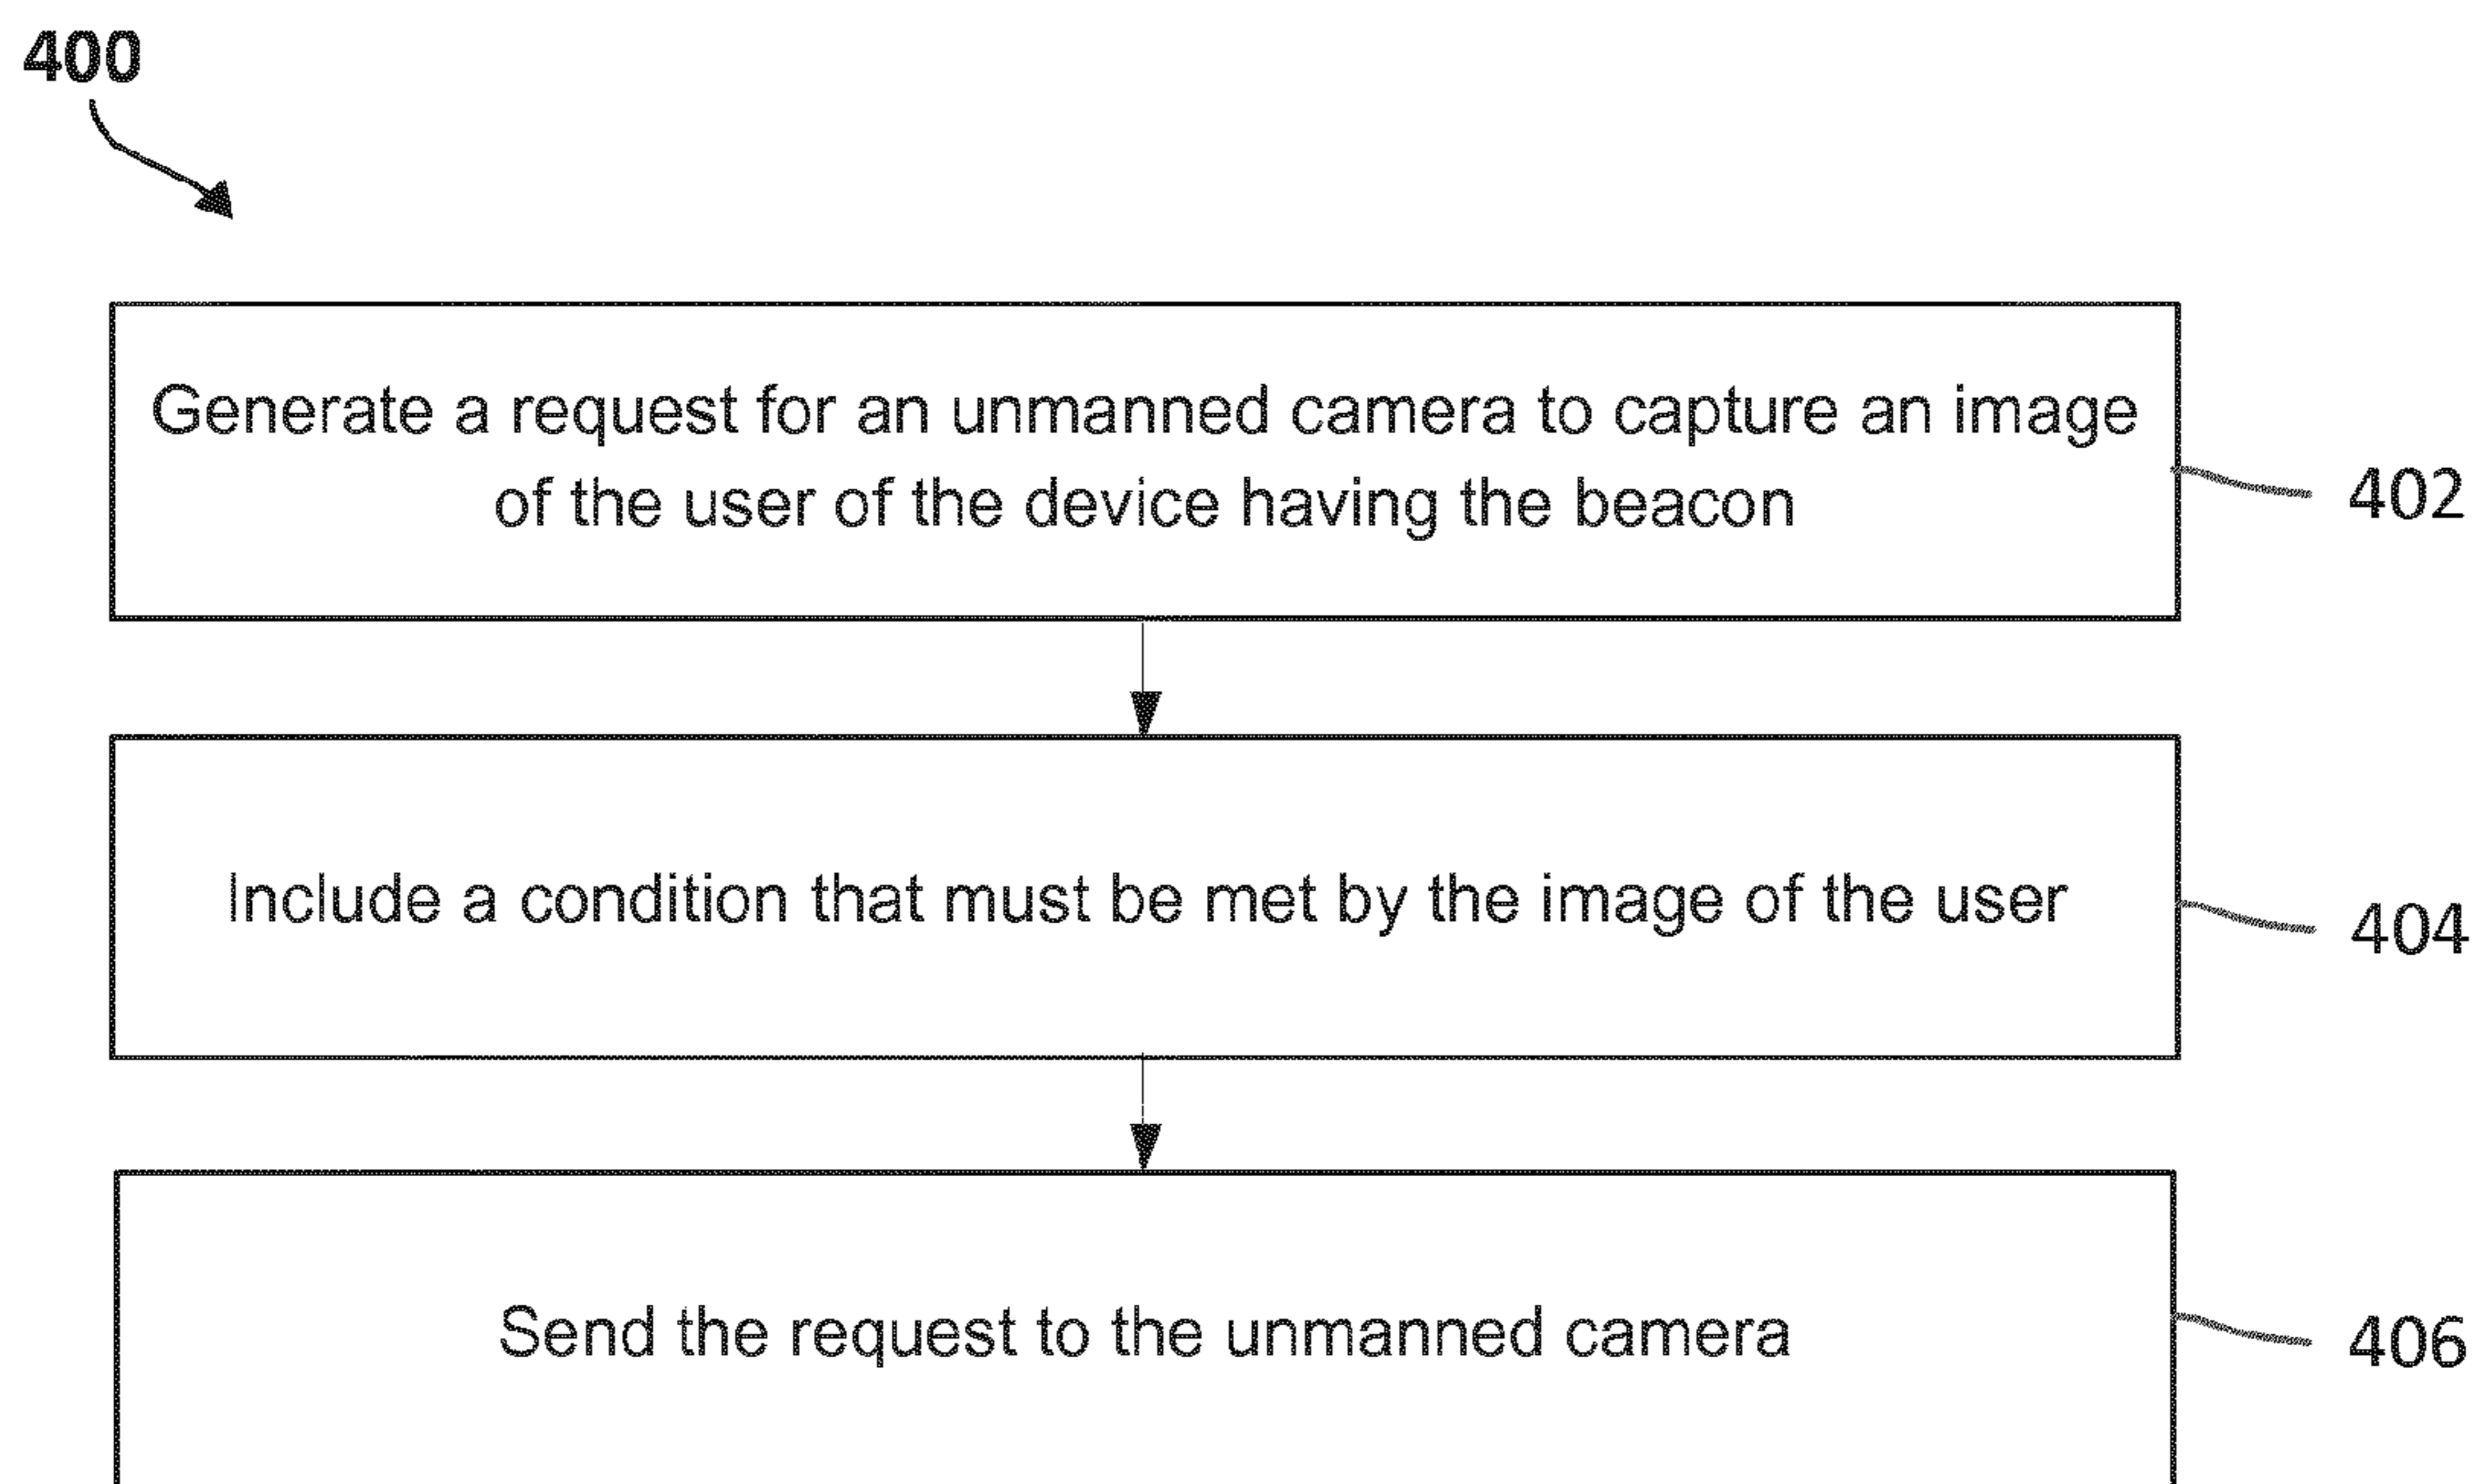 400
Generate a request for an unmanned camera to capture an image
of the user of the device having the beacon
402
Include a condition that must be met by the image of the user
404
Send the request to the unmanned camera
406